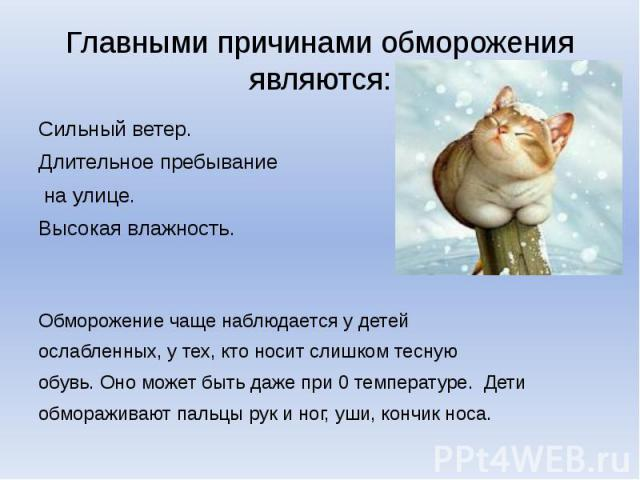 Главными причинами обморожения
являются:
Сильный ветер.
Длительное пребывание
на улице.
Высокая влажность.
Обморожение чаще наблюдается у детей
ослабленных, у тех, кто носит слишком тесную
обувь. Оно может быть даже при 0 температуре.  Дети
обмораживают пальцы рук и ног, уши, кончик носа.
PPt4WEB.ru